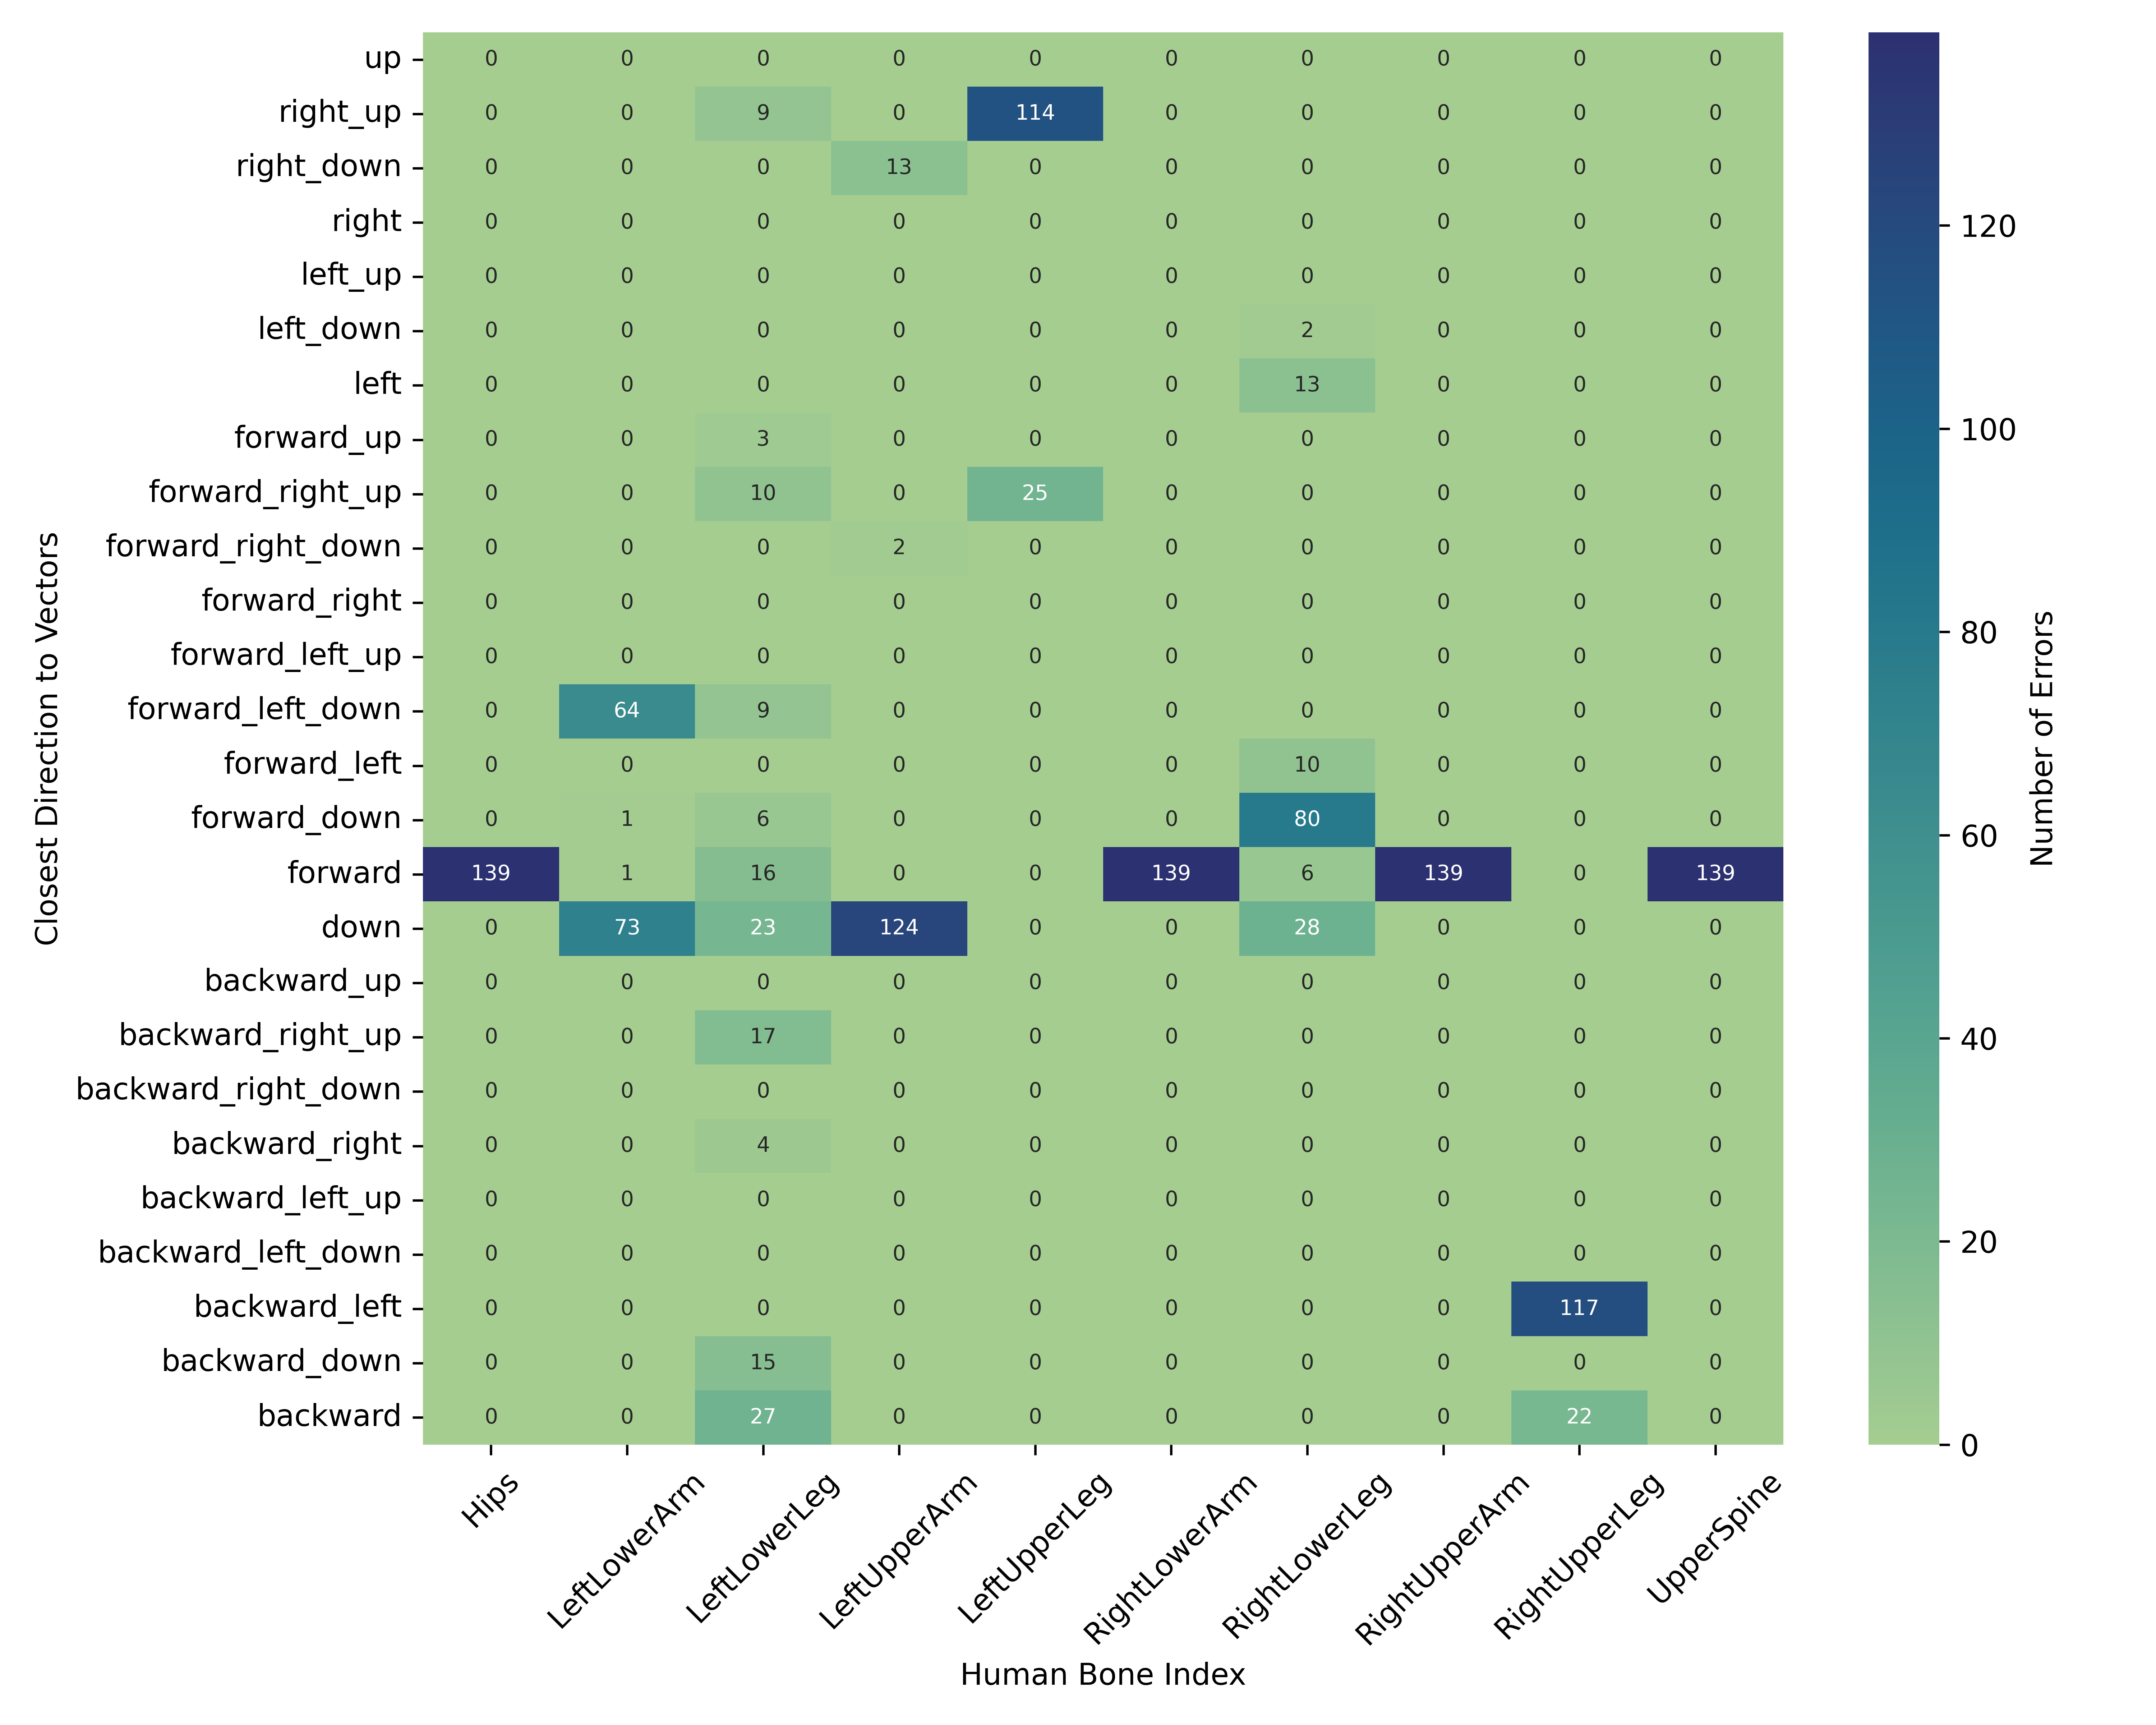 up 0 0 0 0 0 0 0 0 0 0
right_up 0 0 9 0 114 0 0 0 0 0
right_down 0 0 0 13 0 0 0 0 0 0
right 0 0 0 0 0 0 0 0 0 0
left_up 0 0 0 0 0 0 0 0 0 0
left_down 0 0 0 0 0 0 2 0 0 0
left 0 0 0 0 0 0 13 0 0 0
forward_up 0 0 3 0 0 0 0 0 0 0
forward_right_up 0 0 10 0 25 0 0 0 0 0
forward_right_down 0 0 0 2 0 0 0 0 0 0
forward_right 0 0 0 0 0 0 0 0 0 0
forward_left_up 0 0 0 0 0 0 0 0 0 0
forward_left_down 0 64 9 0 0 0 0 0 0 0
forward_left 0 0 0 0 0 0 10 0 0 0
forward_down 0 1 6 0 0 0 80 0 0 0
forward 139 1 16 0 0 139 6 139 0 139
down 0 73 23 124 0 0 28 0 0 0
backward_up 0 0 0 0 0 0 0 0 0 0
backward_right_up 0 0 17 0 0 0 0 0 0 0
backward_right_down 0 0 0 0 0 0 0 0 0 0
backward_right 0 0 4 0 0 0 0 0 0 0
backward_left_up 0 0 0 0 0 0 0 0 0 0
backward_left_down 0 0 0 0 0 0 0 0 0 0
backward_left 0 0 0 0 0 0 0 0 117 0
backward_down 0 0 15 0 0 0 0 0 0 0
backward 0 0 27 0 0 0 0 0 22 0
Hips LeftLowerArm LeftLowerLeg LeftUpperArm LeftUpperLeg RightLowerArm RightLowerLeg RightUpperArm RightUpperLeg UpperSpine
Human Bone Index
Closest Direction to Vectors
120
100
80
60
40
20
0
Number of Errors